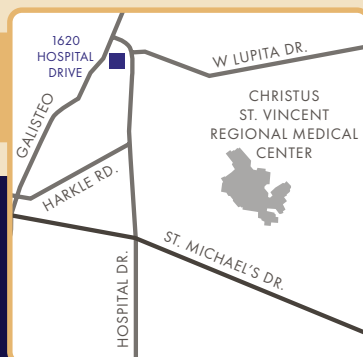 1620
HOSPITAL
DRIVE
W LUPITA DR.
GALISTEO
CHRISTUS
ST. VINCENT
REGIONAL MEDICAL
CENTER
HARKLE RD.
ST. MICHAEL'S DR.
HOSPITAL DR.